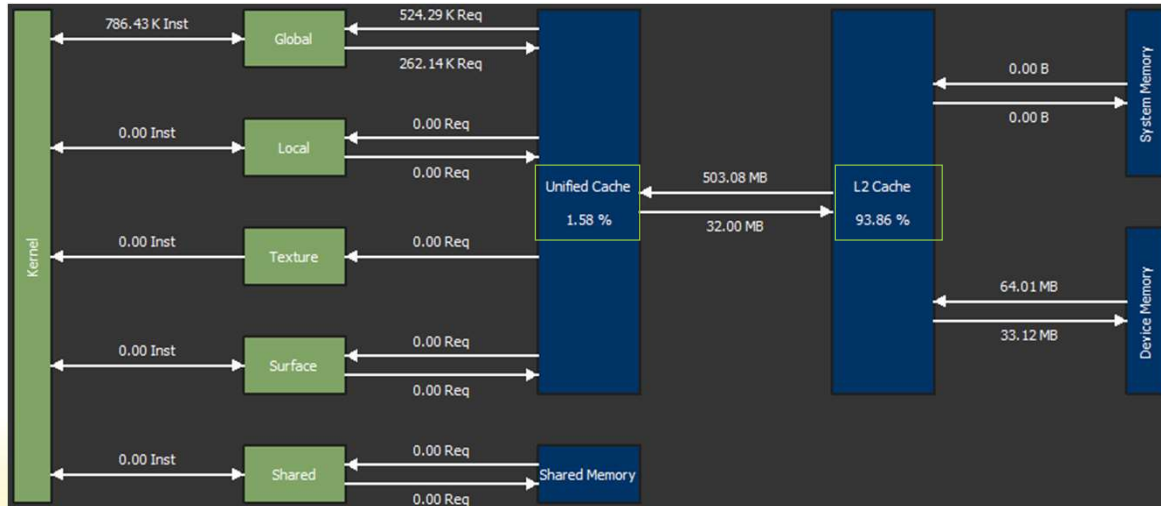 Kernel
786.43 K Inst
Global
524.29 K Req
262.14 K Req
0.00 Inst
Local
0.00 Req
0.00 Req
0.00 Inst
Texture
0.00 Req
0.00 Inst
Surface
0.00 Req
0.00 Req
0.00 Inst
Shared
0.00 Req
0.00 Req
Unified Cache
1.58 %
Shared Memory
503.08 MB
32.00 MB
L2 Cache
93.86 %
0.00 B
0.00 B
System Memory
64.01 MB
33.12 MB
Device Memory